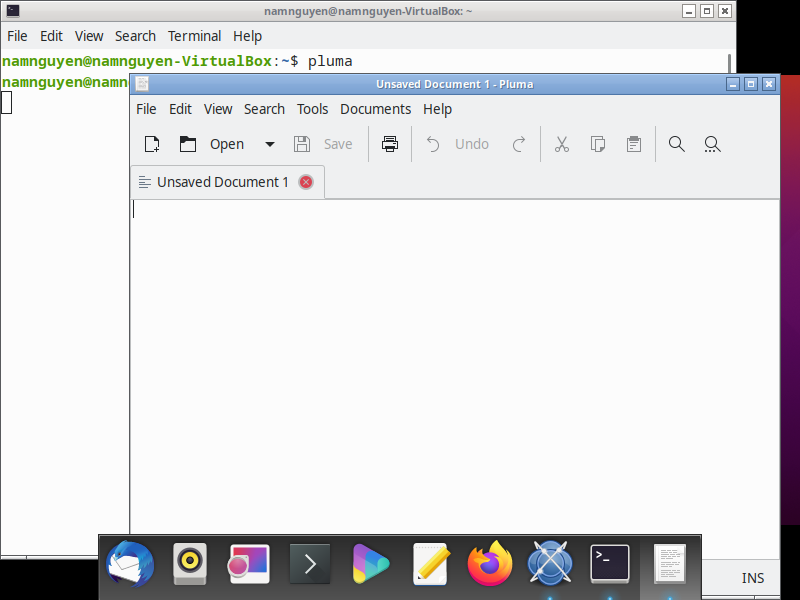 namnguyen@namnguyen-VirtualBox: ~
File Edit View Search Terminal Help
namnguyen@namnguyen-VirtualBox:~$ pluma
namnguyen@namn
Unsaved Document 1 - Pluma
File Edit View Search Tools Documents Help
Open Save Undo
Unsaved Document 1
>
>_
INS